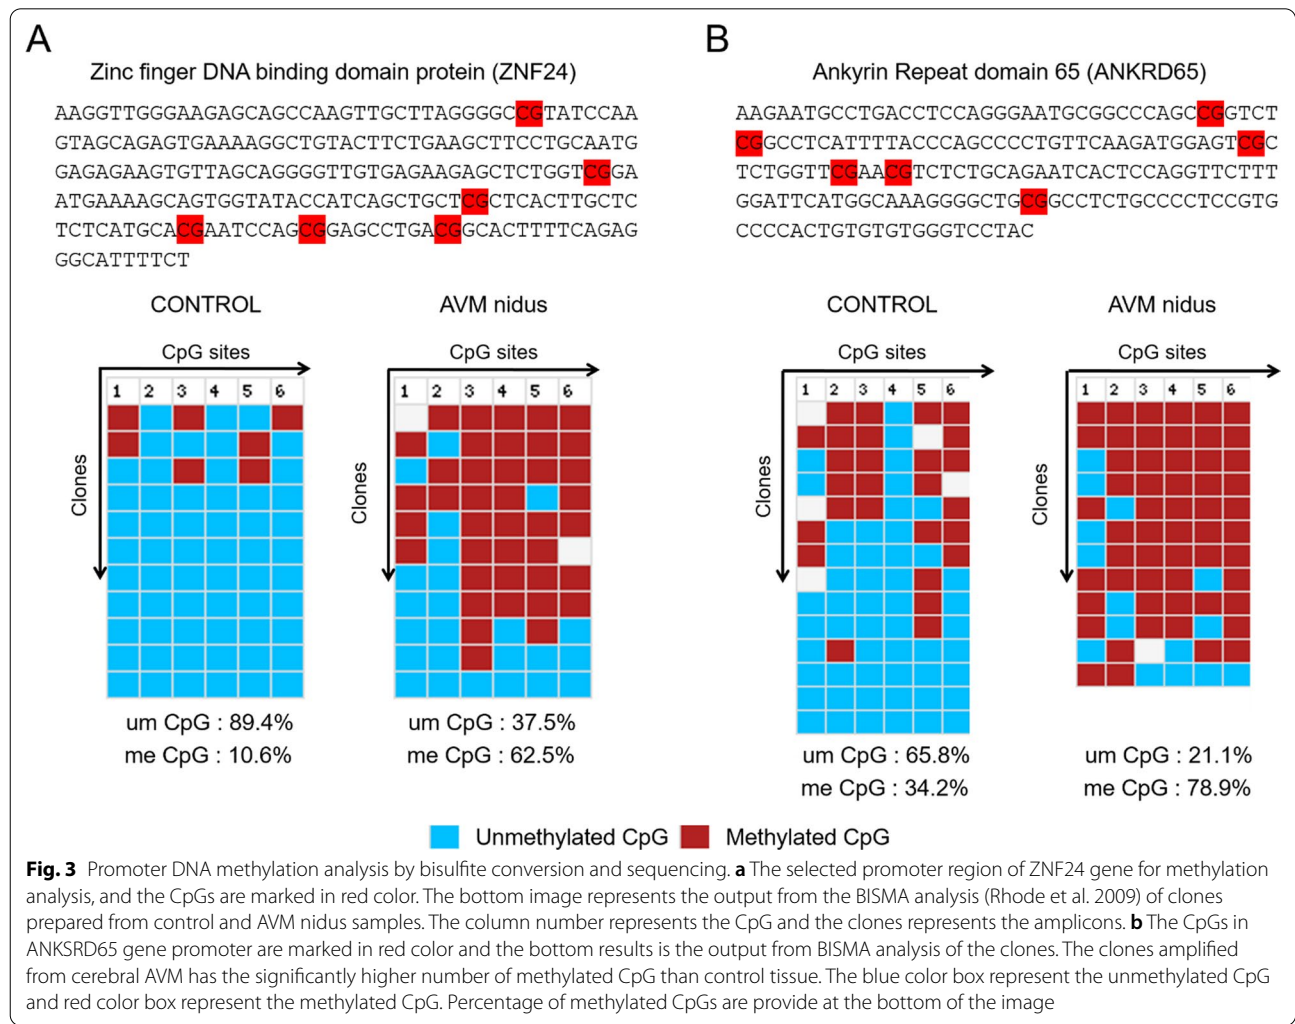 A
Zinc finger DNA binding domain protein (ZNF24)
AAGGTTGGGAAGAGCAGCCAAGTTGCTTAGGGGCCGTATCCAA
GTAGCAGAGTGAAAAGGCTGTACTTCTGAAGCTTCCTGCAATG
GAGAGAAGTGTTAGCAGGGGTTGTGAGAAGAGCTCTGGTCGGA
ATGAAAAGCAGTGGTATACCATCAGCTGCTCGCTCACTTGCTC
TCTCATGCACGAATCCAGCGGAGCCTGACGGCACTTTTCAGAG
GGCATTTTCT
CONTROL
CpG sites
Clones
1 2 3 4 5 6
um CpG : 89.4%
me CpG : 10.6%
AVM nidus
CpG sites
Clones
1 2 3 4 5 6
um CpG : 37.5%
me CpG : 62.5%
B
Ankyrin Repeat domain 65 (ANKRD65)
AAGAATGCCTGACCTCCAGGGAATGCGGCCCAGCCGGTCT
CGGCCTCATTTTACCCAGCCCCTGTTCAAGATGGAGTCGC
TCTGGTTCGAACGTCTCTGCAGAATCACTCCAGGTTCTTT
GGATTCATGGCAAAGGGGCTGCGGCCTCTGCCCCTCCGTG
CCCCACTGTGTGTGGGTCCTAC
CONTROL
CpG sites
Clones
1 2 3 4 5 6
um CpG : 65.8%
me CpG : 34.2%
AVM nidus
CpG sites
Clones
1 2 3 4 5 6
um CpG : 21.1%
me CpG : 78.9%
Unmethylated CpG
Methylated CpG
Fig. 3 Promoter DNA methylation analysis by bisulfite conversion and sequencing. a The selected promoter region of ZNF24 gene for methylation
analysis, and the CpGs are marked in red color. The bottom image represents the output from the BISMA analysis (Rhode et al. 2009) of clones
prepared from control and AVM nidus samples. The column number represents the CpG and the clones represents the amplicons. b The CpGs in
ANKSRD65 gene promoter are marked in red color and the bottom results is the output from BISMA analysis of the clones. The clones amplified
from cerebral AVM has the significantly higher number of methylated CpG than control tissue. The blue color box represent the unmethylated CpG
and red color box represent the methylated CpG. Percentage of methylated CpGs are provide at the bottom of the image